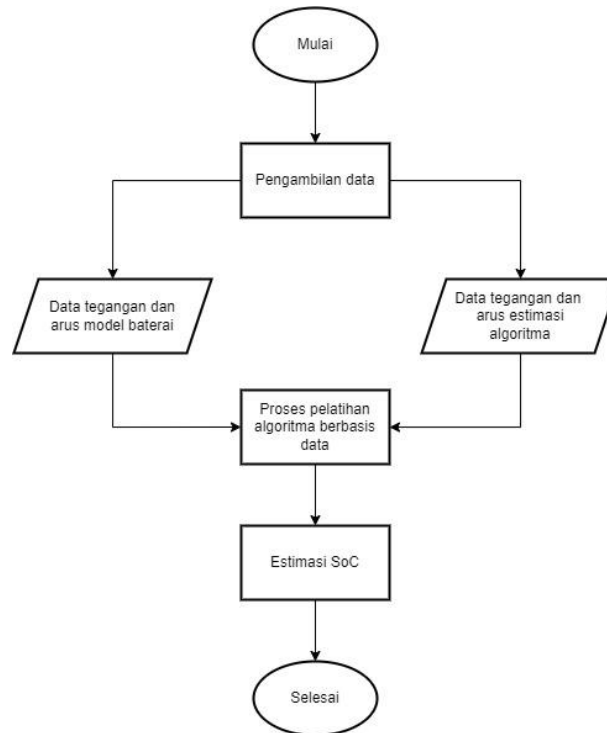 Mulai
Pengambilan data
Data tegangan dan
arus model baterai
Data tegangan dan
arus estimasi
algoritma
Proses pelatihan
algoritma berbasis
data
Estimasi SoC
Selesai